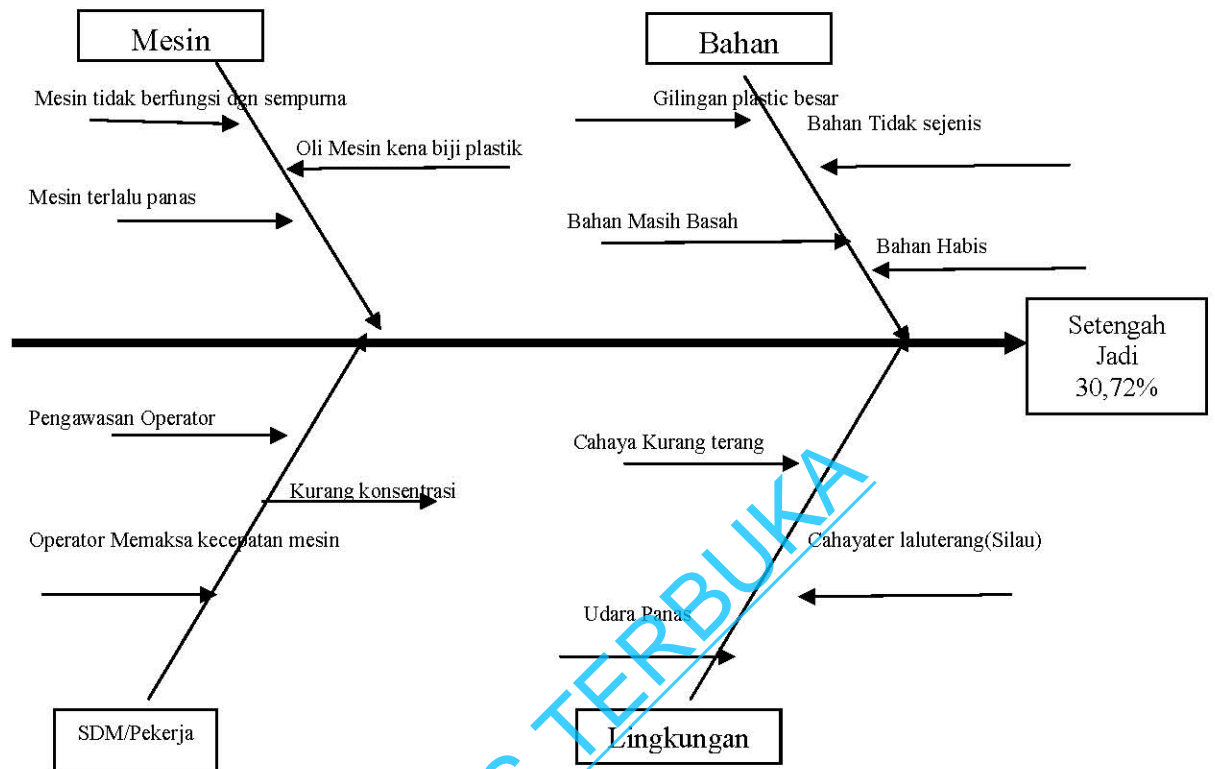 Mesin
Bahan
Mesin tidak berfungsi dgn sempurna
Gilingan plastic besar
Bahan Tidak sejenis
Oli Mesin kena biji plastik
Mesin terlalu panas
Bahan Masih Basah
Bahan Habis
Setengah
Jadi
30,72%
Pengawasan Operator
Cahaya Kurang terang
Kurang konsentrasi
Operator Memaksa kecepatan mesin
Cahayater laluterang(Silau)
Udara Panas
SDM/Pekerja
Lingkungan
S TERBUKA